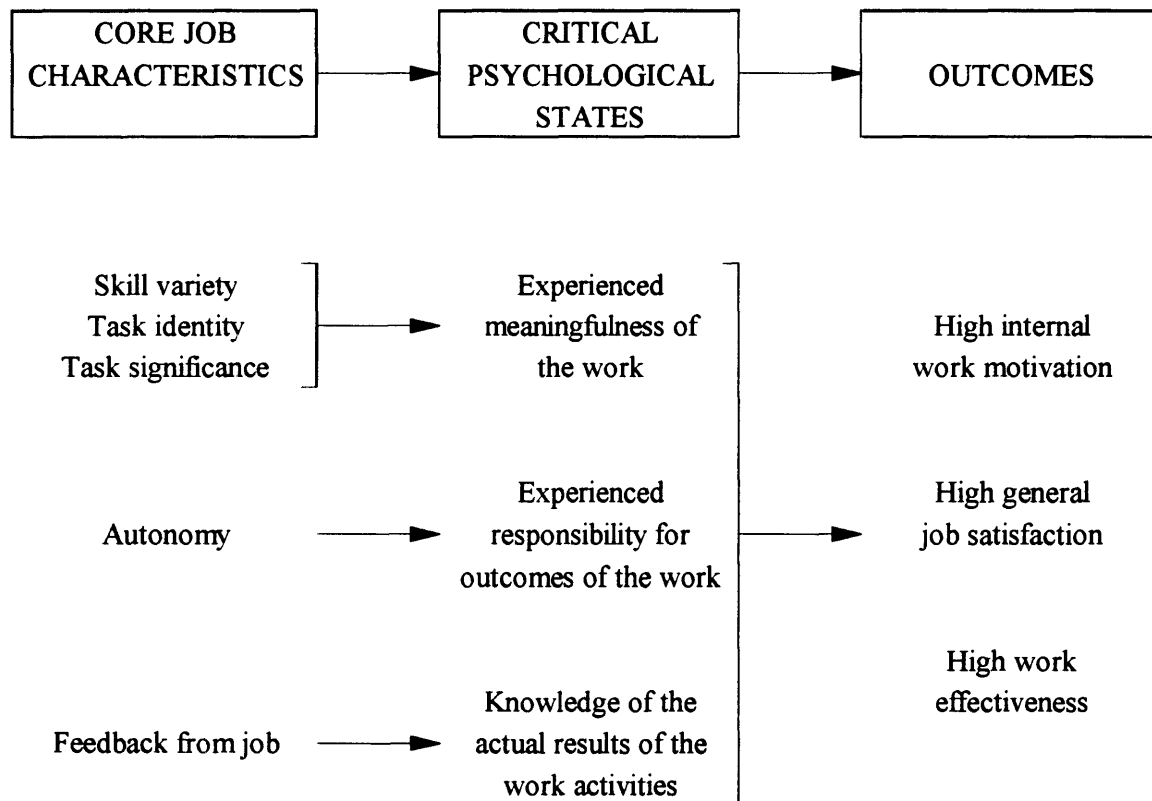 CORE JOB
CHARACTERISTICS
CRITICAL
PSYCHOLOGICAL
STATES
OUTCOMES
Skill variety
Task identity
Task significance
Experienced
meaningfulness of
the work
High internal
work motivation
Autonomy
Experienced
responsibility for
outcomes of the work
High general
job satisfaction
High work
effectiveness
Feedback from job
Knowledge of the
actual results of the
work activities